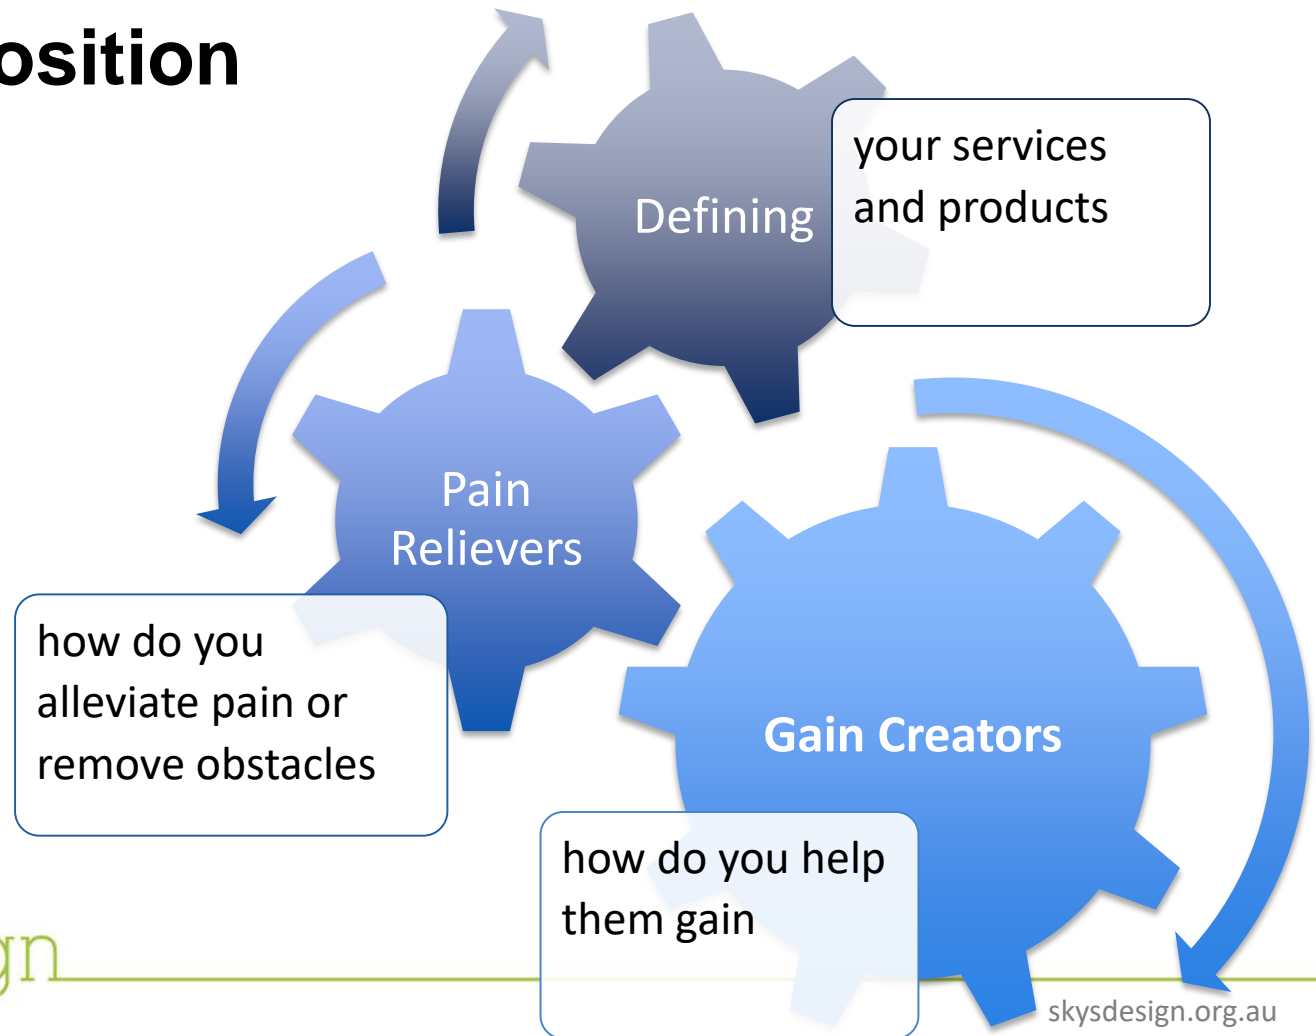 osition
Defining
your services
and products
Pain
Relievers
how do you
alleviate pain or
remove obstacles
Gain Creators
how do you help
them gain
gn
skysdesign.org.au